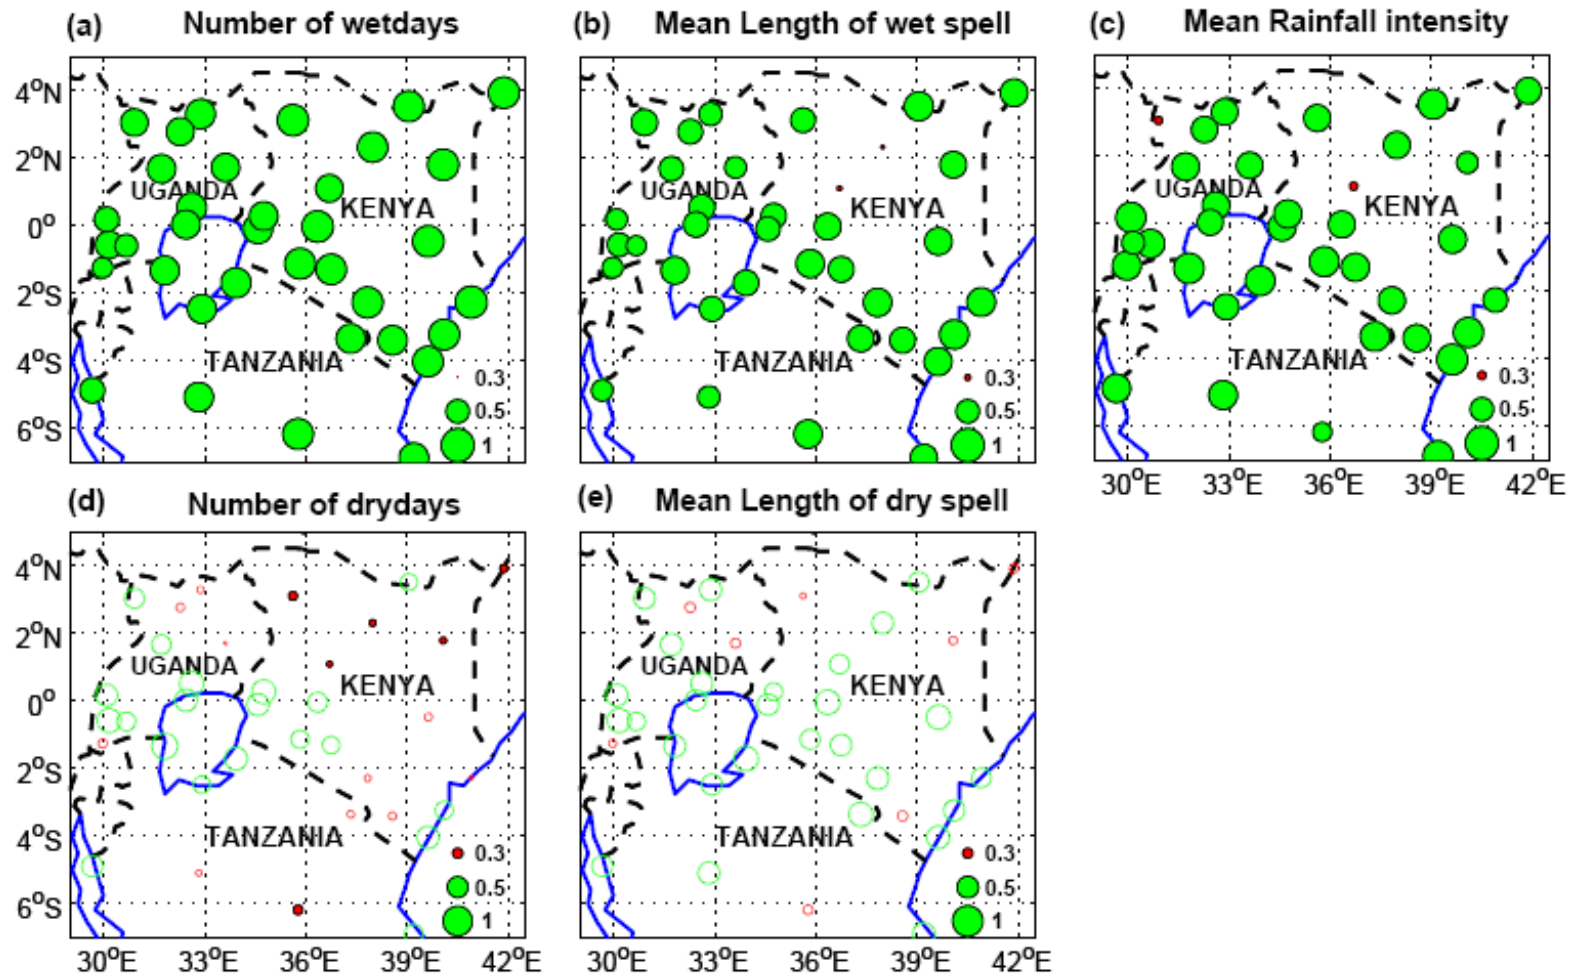 (a) Number of wetdays
(b) Mean Length of wet spell
(c) Mean Rainfall intensity
4°N
2°N
0°
2°S
4°S
6°S
UGANDA
KENYA
TANZANIA
0.3
0.5
1
UGANDA
KENYA
TANZANIA
0.3
0.5
1
UGANDA
KENYA
TANZANIA
0.3
0.5
1
30°E 33°E 36°E 39°E 42°E
(d) Number of drydays
(e) Mean Length of dry spell
4°N
2°N
0°
2°S
4°S
6°S
UGANDA
KENYA
TANZANIA
0.3
0.5
1
30°E 33°E 36°E 39°E 42°E
UGANDA
KENYA
TANZANIA
0.3
0.5
1
30°E 33°E 36°E 39°E 42°E